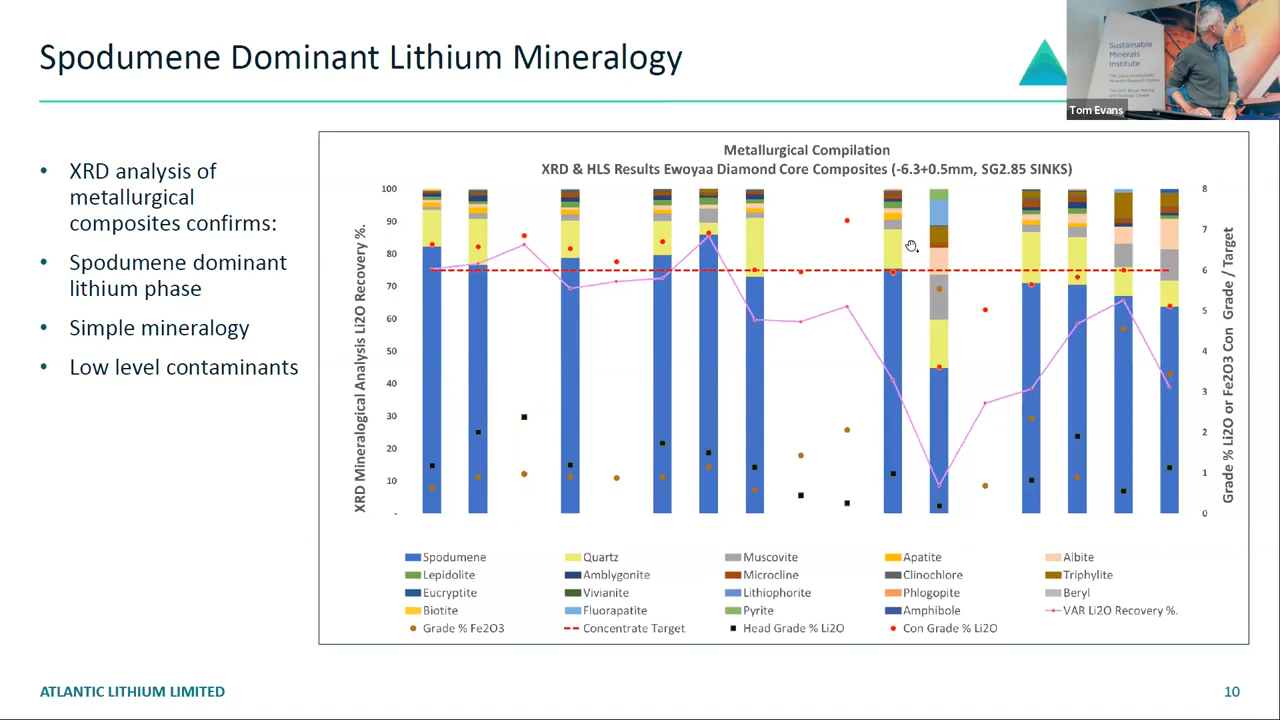 Spodumene Dominant Lithium Mineralogy
Sustainable
Minerals
Institute
Tom Evans
• XRD analysis of
metallurgical
composites confirms:
• Spodumene dominant
lithium phase
• Simple mineralogy
• Low level contaminants
Metallurgical Compilation
XRD & HLS Results Ewoyaa Diamond Core Composites (-6.3+0.5mm, SG2.85 SINKS)
XRD Mineralogical Analysis Li2O Recovery %.
100
90
80
70
60
50
40
30
20
10
-
8
7
6
5
4
3
2
1
0
Grade % Li2O or Fe2O3 Con Grade / Target
Spodumene Quartz Muscovite Apatite Albite
Lepidolite Amblygonite Microcline Clinochlore Triphylite
Eucryptite Vivianite Lithiophorite Phlogopite Beryl
Biotite Fluorapatite Pyrite Amphibole VAR Li2O Recovery %.
Grade % Fe2O3 Concentrate Target Head Grade % Li2O Con Grade % Li2O
ATLANTIC LITHIUM LIMITED
10